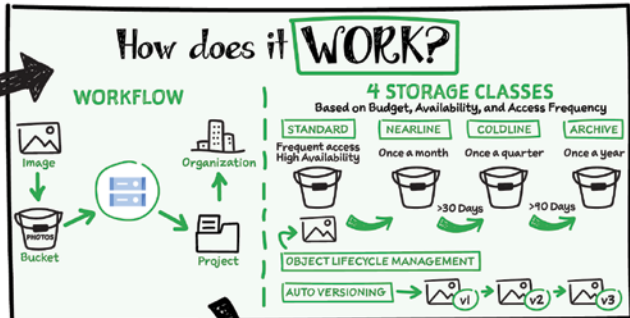 How does it WORK?
WORKFLOW
Image
PHOTOS
Bucket
Organization
Project
4 STORAGE CLASSES
Based on Budget, Availability, and Access Frequency
STANDARD
Frequent access
High Availability
NEARLINE
Once a month
COLDLINE
Once a quarter
ARCHIVE
Once a year
>30 Days
>90 Days
OBJECT LIFECYCLE MANAGEMENT
AUTO VERSIONING
v1
v2
v3